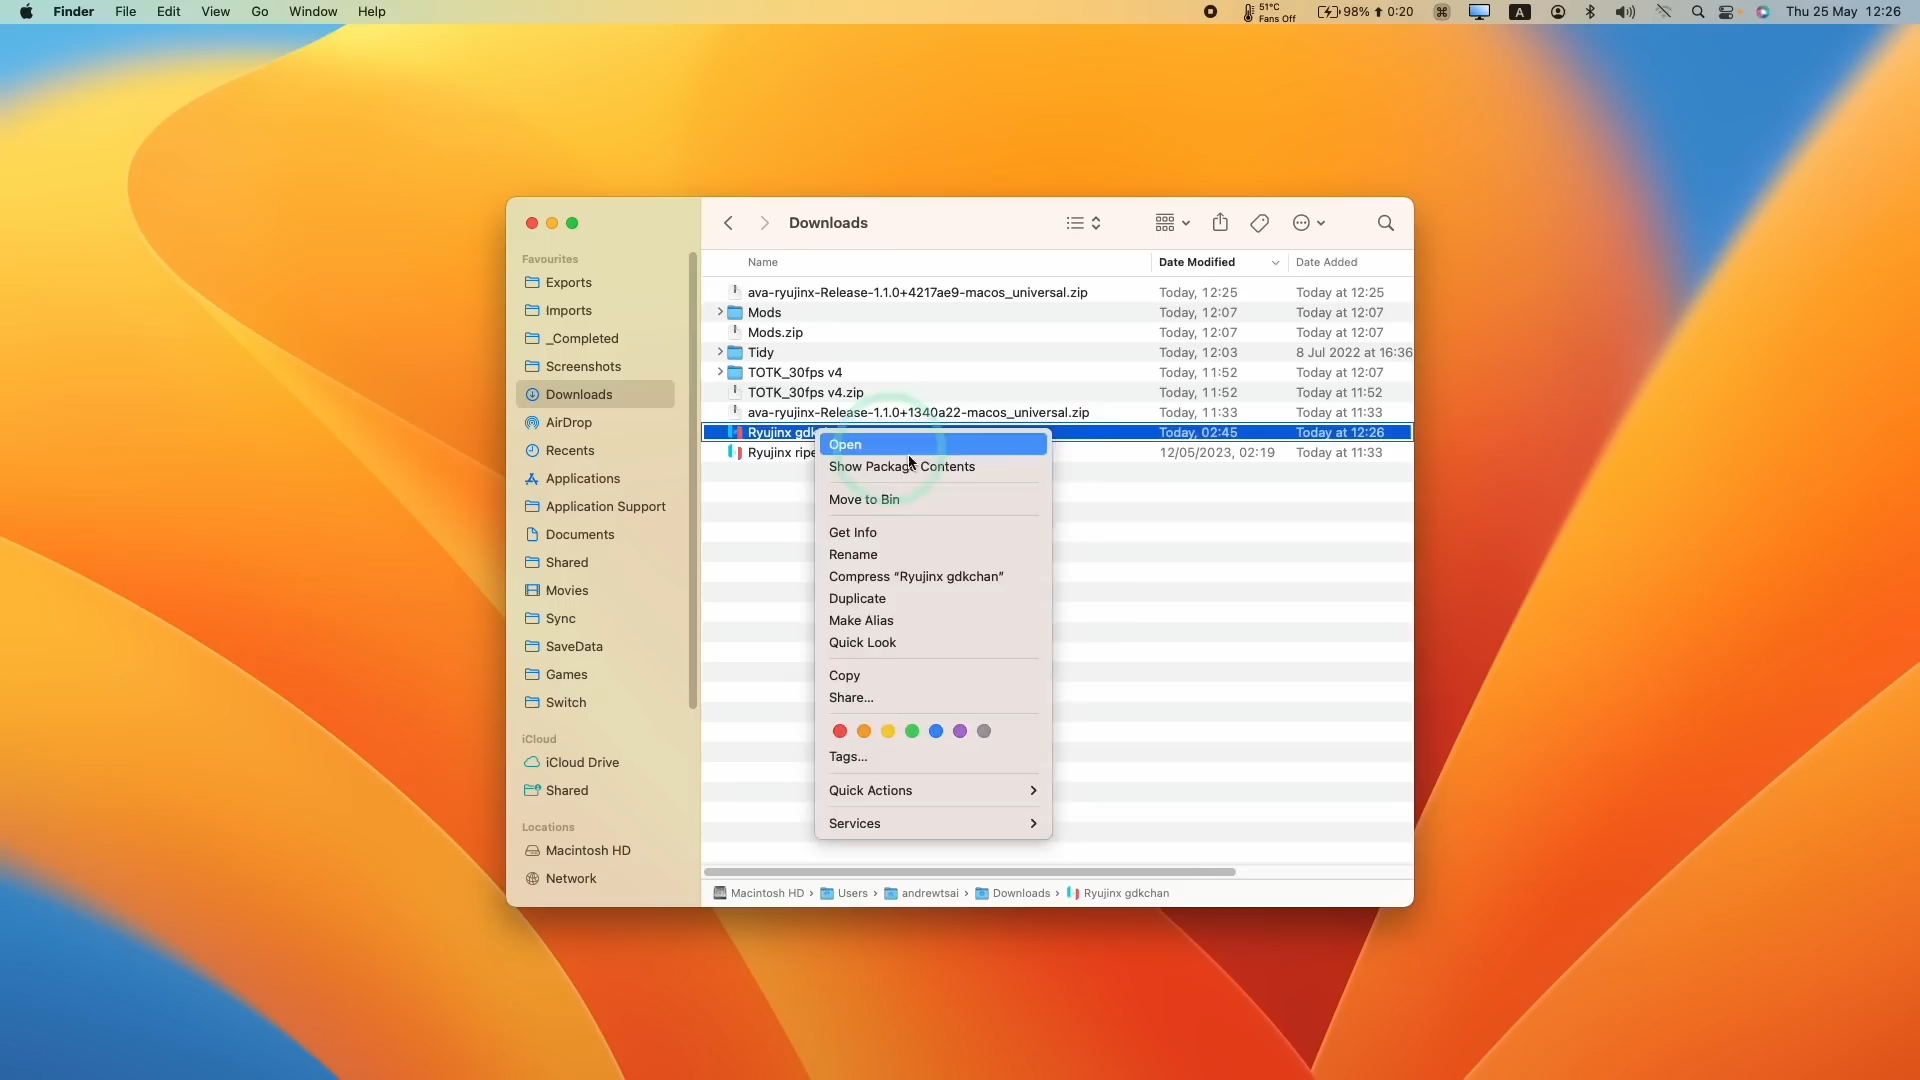 Finder File Edit View Go Window Help 51°C Fans Off 98% 0:20 A Thu 25 May 12:26
Downloads
Favourites
Exports
Imports
_Completed
Screenshots
Downloads
AirDrop
Recents
Applications
Application Support
Documents
Shared
Movies
Sync
SaveData
Games
Switch
iCloud
iCloud Drive
Shared
Locations
Macintosh HD
Network
Name Date Modified Date Added
ava-ryujinx-Release-1.1.0+4217ae9-macos_universal.zip Today, 12:25 Today at 12:25
Mods Today, 12:07 Today at 12:07
Mods.zip Today, 12:07 Today at 12:07
Tidy Today, 12:03 8 Jul 2022 at 16:36
TOTK_30fps v4 Today, 11:52 Today at 12:07
TOTK_30fps v4.zip Today, 11:52 Today at 11:52
ava-ryujinx-Release-1.1.0+1340a22-macos_universal.zip Today, 11:33 Today at 11:33
Ryujinx gdk Today, 02:45 Today at 12:26
Ryujinx ripe 12/05/2023, 02:19 Today at 11:33
Open
Show Package Contents
Move to Bin
Get Info
Rename
Compress “Ryujinx gdkchan”
Duplicate
Make Alias
Quick Look
Copy
Share...
Tags...
Quick Actions
Services
Macintosh HD › Users › andrewtsai › Downloads › Ryujinx gdkchan